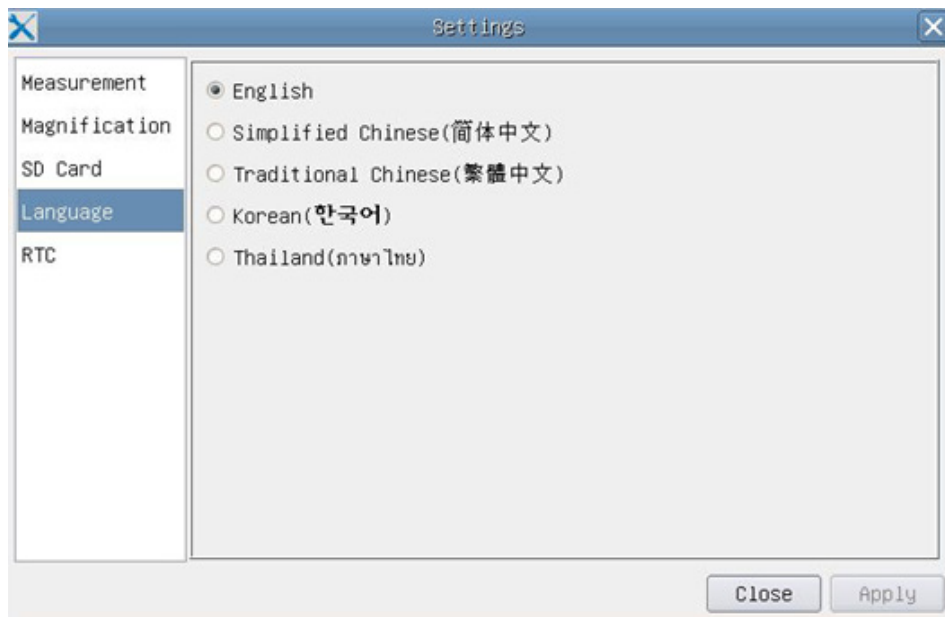 Settings
Measurement
Magnification
SD Card
Language
RTC
English
Simplified Chinese(简体中文)
Traditional Chinese(繁體中文)
Korean(한국어)
Thailand(ภาษาไทย)
Close
Apply